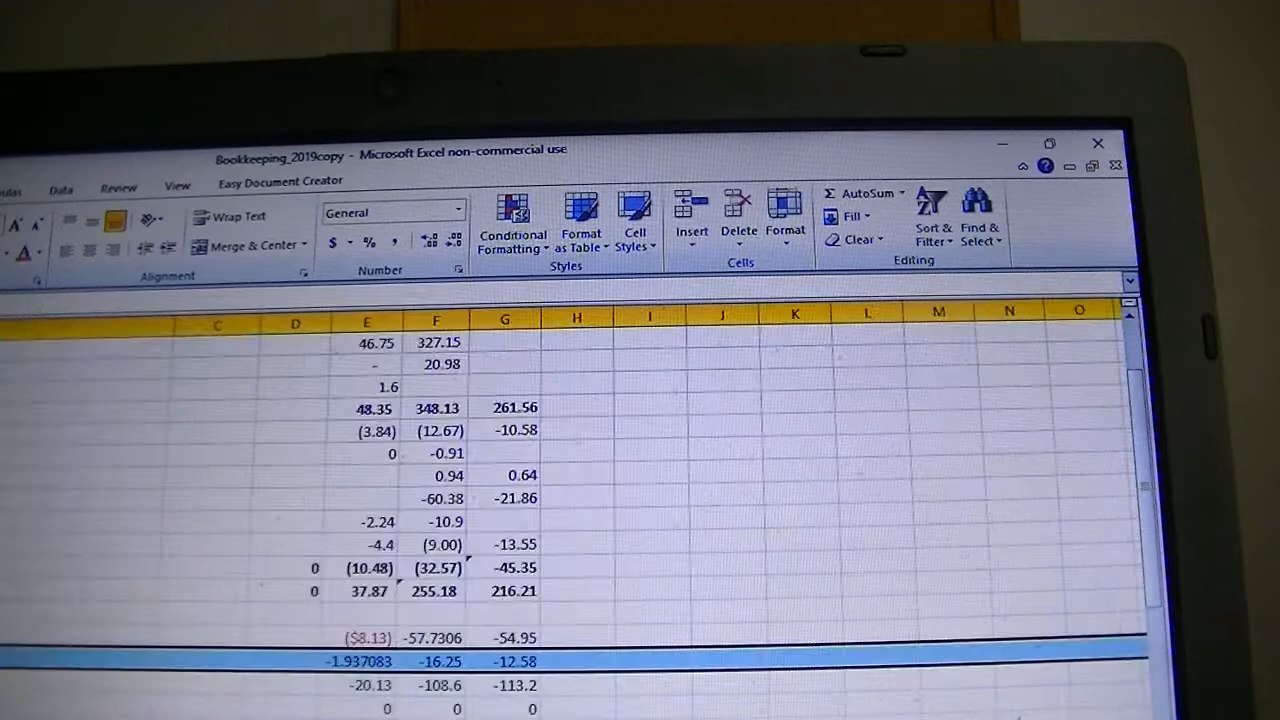 Bookkeeping_2019copy - Microsoft Excel non-commercial use
ulas Data Review View Easy Document Creator
Wrap Text General AutoSum
Merge & Center $ % , Conditional Formatting Format as Table Cell Styles Insert Delete Format Fill Clear Sort & Filter Find & Select
Alignment Number Styles Cells Editing
C D E F G H I J K L M N O
46.75 327.15
- 20.98
1.6
48.35 348.13 261.56
(3.84) (12.67) -10.58
0 -0.91
0.94 0.64
-60.38 -21.86
-2.24 -10.9
-4.4 (9.00) -13.55
0 (10.48) (32.57) -45.35
0 37.87 255.18 216.21
($8.13) -57.7306 -54.95
-1.937083 -16.25 -12.58
-20.13 -108.6 -113.2
0 0 0